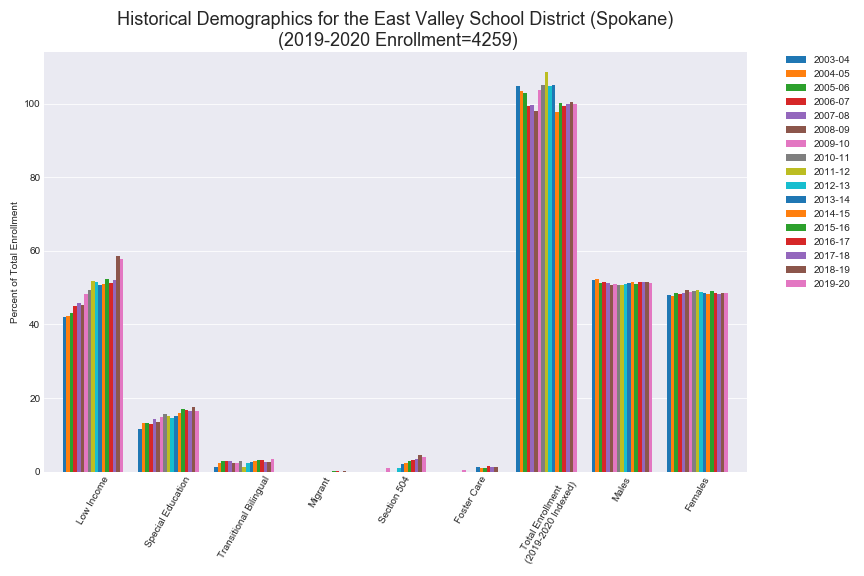 Historical Demographics for the East Valley School District (Spokane)
(2019-2020 Enrollment=4259)
Percent of Total Enrollment
100
80
60
40
20
0
Low Income
Special Education
Transitional Bilingual
Migrant
Section 504
Foster Care
Total Enrollment
(2019-2020 Indexed)
Males
Females
2003-04
2004-05
2005-06
2006-07
2007-08
2008-09
2009-10
2010-11
2011-12
2012-13
2013-14
2014-15
2015-16
2016-17
2017-18
2018-19
2019-20